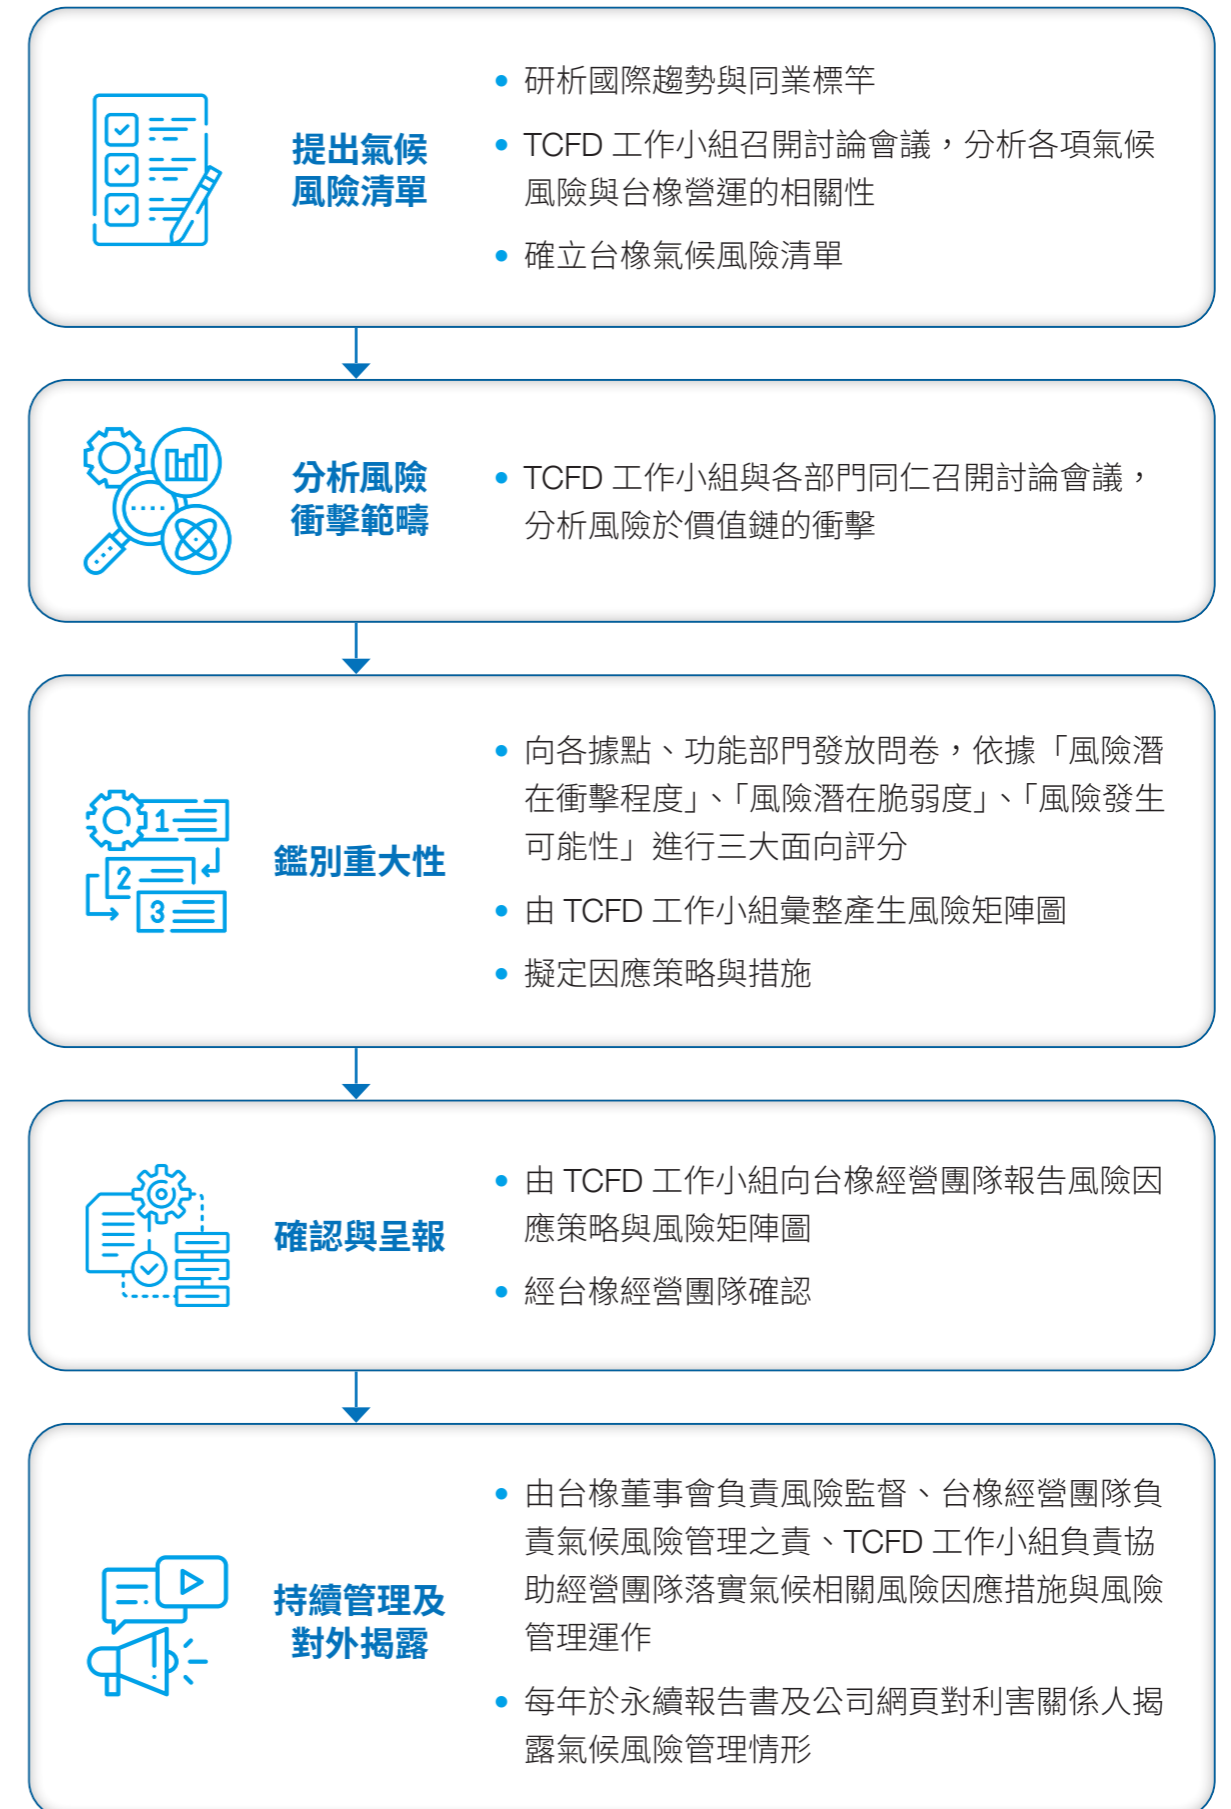 提出氣候
風險清單
• 研析國際趨勢與同業標竿
• TCFD 工作小組召開討論會議，分析各項氣候
風險與台橡營運的相關性
• 確立台橡氣候風險清單
分析風險
衝擊範疇
• TCFD 工作小組與各部門同仁召開討論會議，
分析風險於價值鏈的衝擊
1
2
3
鑑別重大性
• 向各據點、功能部門發放問卷，依據「風險潛
在衝擊程度」、「風險潛在脆弱度」、「風險發生
可能性」進行三大面向評分
• 由 TCFD 工作小組彙整產生風險矩陣圖
• 擬定因應策略與措施
確認與呈報
• 由 TCFD 工作小組向台橡經營團隊報告風險因
應策略與風險矩陣圖
• 經台橡經營團隊確認
持續管理及
對外揭露
• 由台橡董事會負責風險監督、台橡經營團隊負
責氣候風險管理之責、TCFD 工作小組負責協
助經營團隊落實氣候相關風險因應措施與風險
管理運作
• 每年於永續報告書及公司網頁對利害關係人揭
露氣候風險管理情形